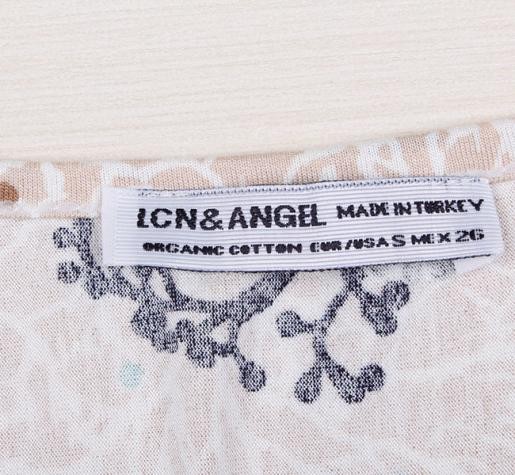 LCN & ANGEL MADE IN TURKEY
ORGANIC COTTON EUR/USA S MEX 26